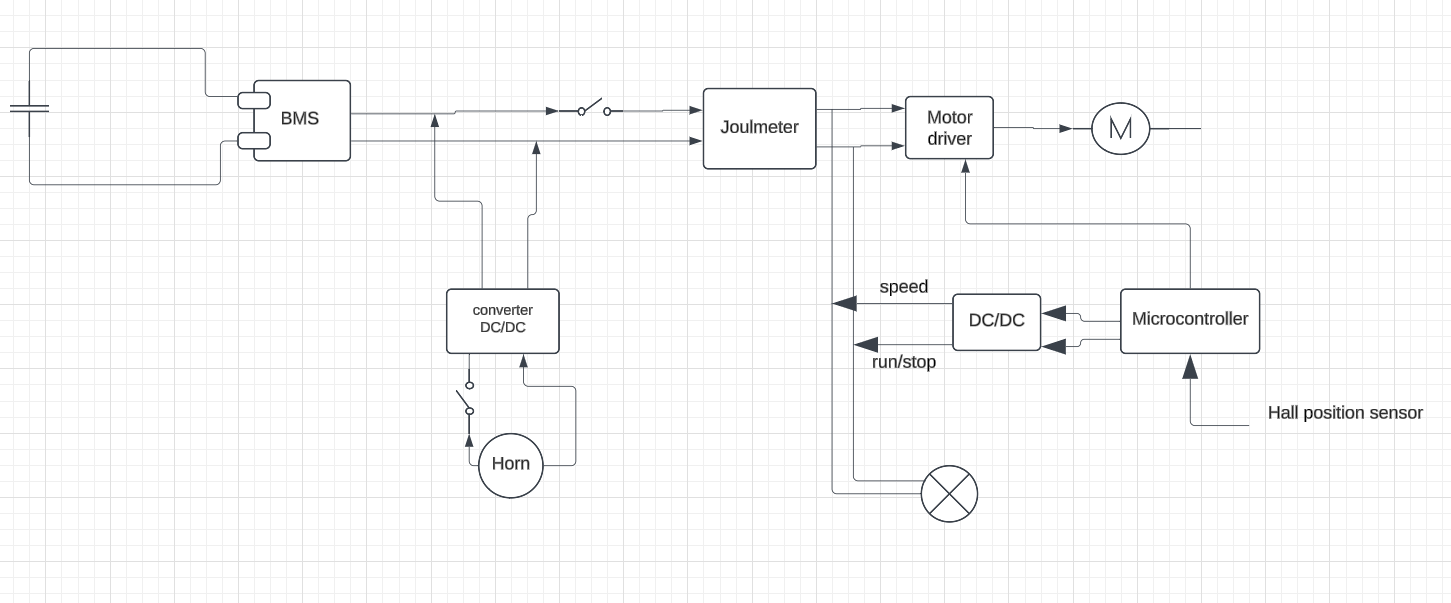 BMS
Joulmeter
Motor
driver
M
speed
converter
DC/DC
DC/DC
Microcontroller
run/stop
Hall position sensor
Horn